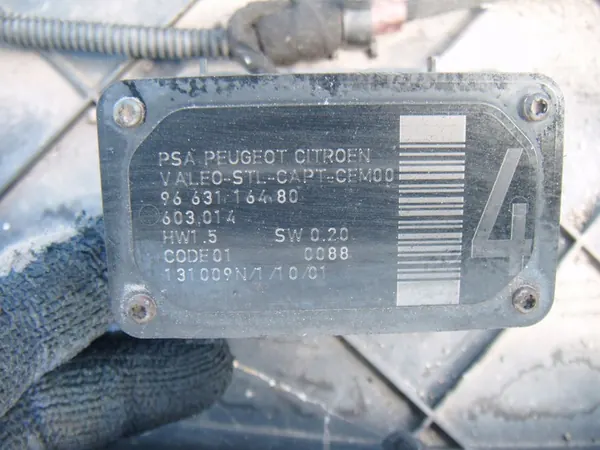 PSA PEUGEOT CITROEN
VALEO-STL-CAPT-CEM00
96 631 164 80
603.014
HW1.5 SW 0.20
CODE01 0088
131009N/1/10/01
4